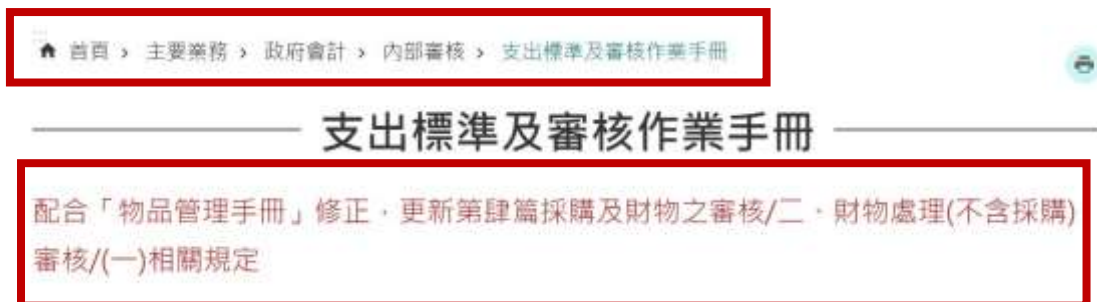 首頁 › 主要業務 › 政府會計 › 內部審核 › 支出標準及審核作業手冊
支出標準及審核作業手冊
配合「物品管理手冊」修正，更新第肆篇採購及財物之審核/二、財物處理(不含採購)
審核/(一)相關規定